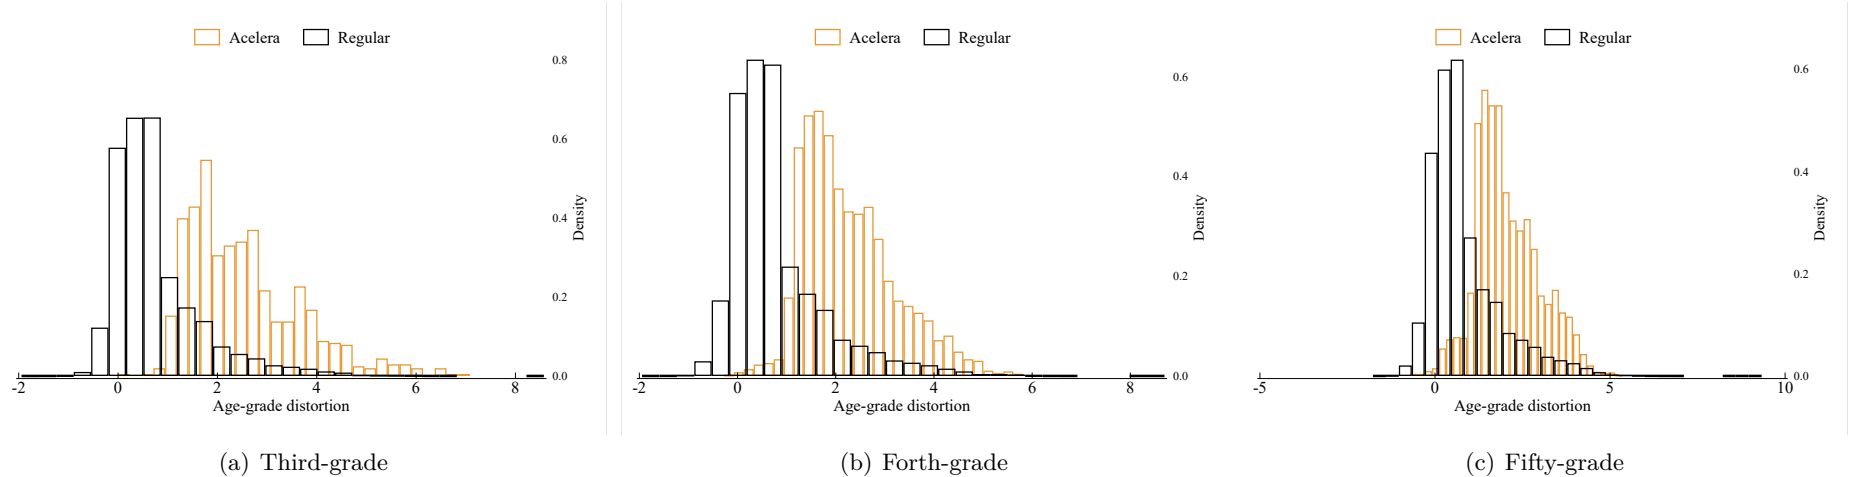 Acelera Regular
0.8
0.6
0.4
0.2
0.0
Density
-2 0 2 4 6 8
Age-grade distortion
(a) Third-grade
Acelera Regular
0.6
0.4
0.2
0.0
Density
-2 0 2 4 6 8
Age-grade distortion
(b) Forth-grade
Acelera Regular
0.6
0.4
0.2
0.0
Density
-5 0 5 10
Age-grade distortion
(c) Fifty-grade